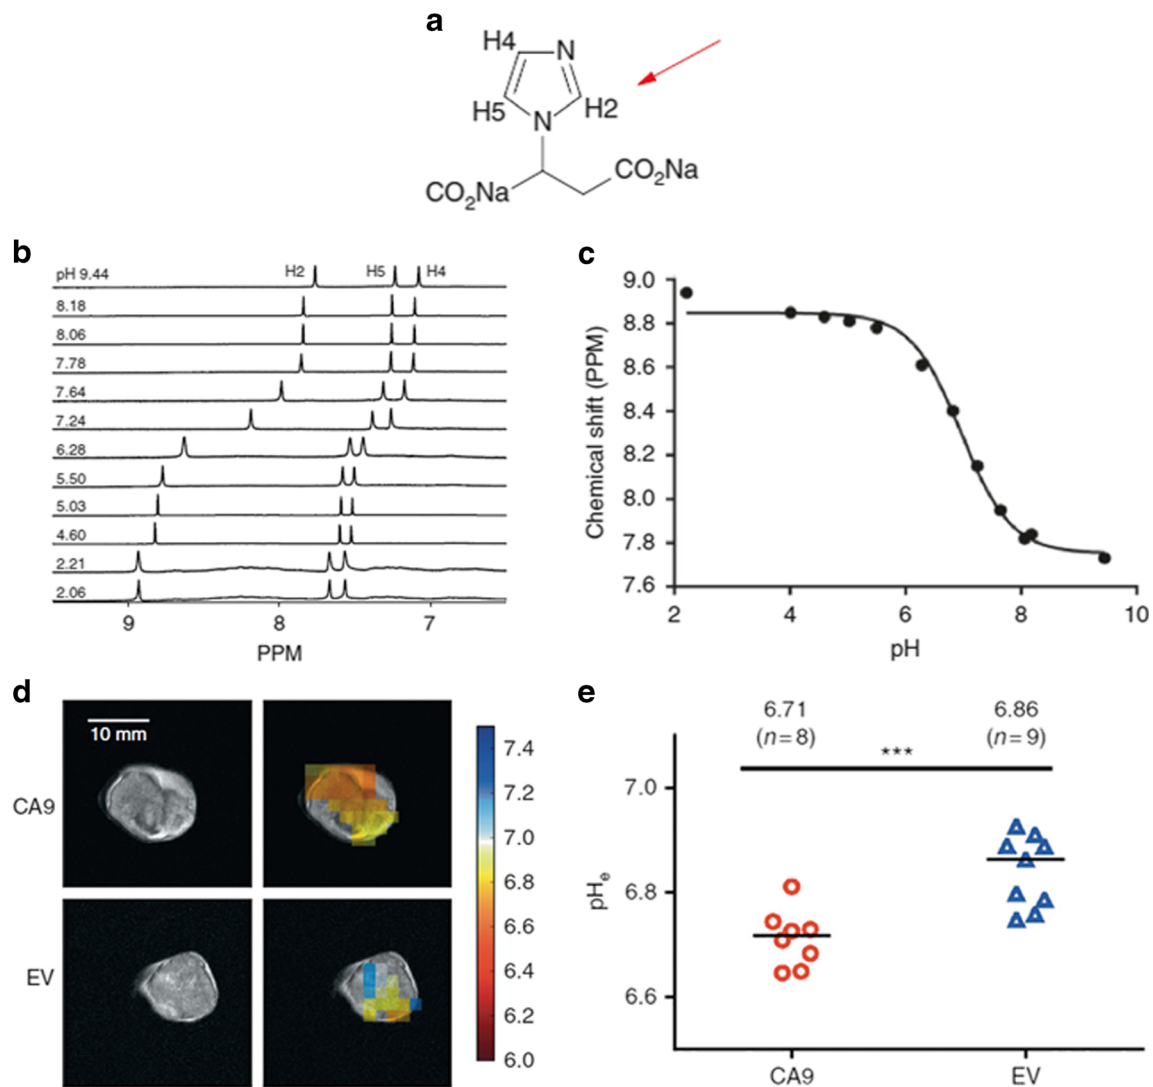 a
H4
N
H5
H2
N
CO2Na
CO2Na
b
pH 9.44
H2
H5
H4
8.18
8.06
7.78
7.64
7.24
6.28
5.50
5.03
4.60
2.21
2.06
9
8
7
PPM
c
9.0
8.8
8.6
8.4
8.2
8.0
7.8
7.6
Chemical shift (PPM)
2
4
6
8
10
pH
d
10 mm
CA9
EV
7.4
7.2
7.0
6.8
6.6
6.4
6.2
6.0
e
6.71
(n=8)
6.86
(n=9)
***
7.0
6.8
6.6
pHe
CA9
EV